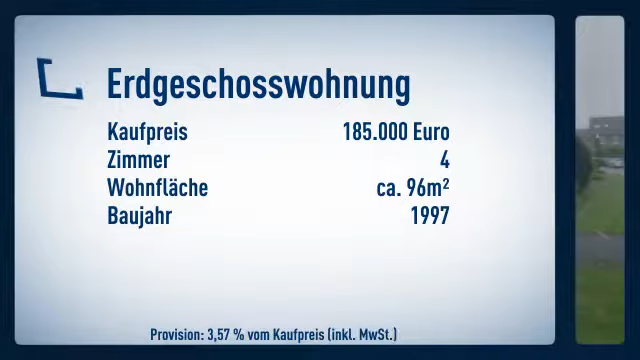 Erdgeschosswohnung
Kaufpreis 185.000 Euro
Zimmer 4
Wohnfläche ca. 96m²
Baujahr 1997
Provision: 3,57 % vom Kaufpreis (inkl. MwSt.)